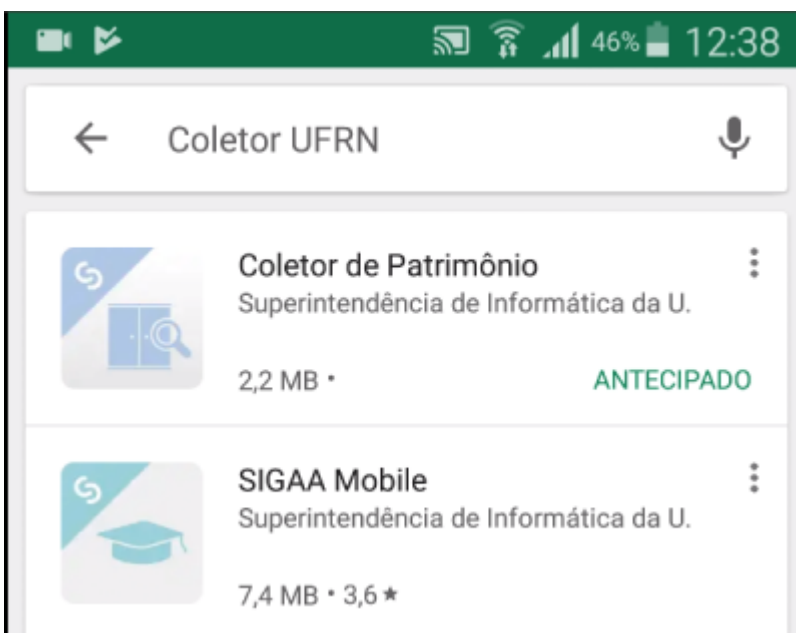 46% 12:38
Coletor UFRN
Coletor de Patrimônio
Superintendência de Informática da U.
2,2 MB •
ANTECIPADO
SIGAA Mobile
Superintendência de Informática da U.
7,4 MB • 3,6 ★